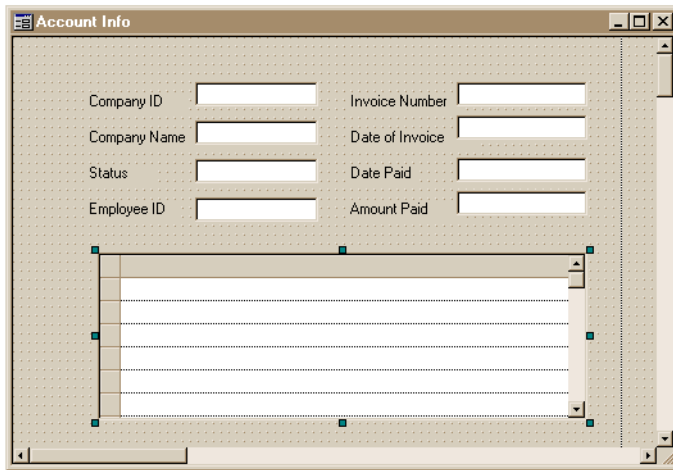 Account Info
Company ID
Invoice Number
Company Name
Date of Invoice
Status
Date Paid
Employee ID
Amount Paid